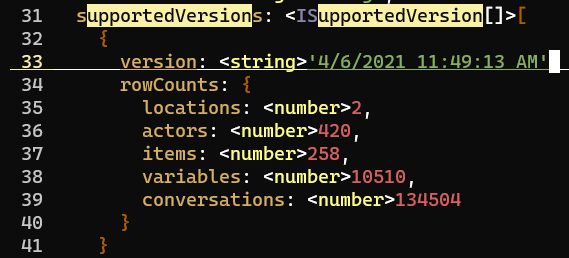 31 supportedVersions: <ISupportedVersion[]>[
32 {
33 version: <string>'4/6/2021 11:49:13 AM'
34 rowCounts: {
35 locations: <number>2,
36 actors: <number>420,
37 items: <number>258,
38 variables: <number>10510,
39 conversations: <number>134504
40 }
41 }